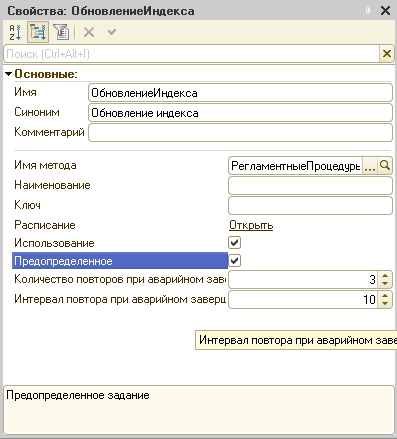 Свойства: ОбновлениеИндекса
Поиск (Ctrl+Alt+I)
Основные:
Имя ОбновлениеИндекса
Синоним Обновление индекса
Комментарий
Имя метода РегламентныеПроцедуры ...
Наименование
Ключ
Расписание Открыть
Использование
Предопределенное
Количество повторов при аварийном заве 3
Интервал повтора при аварийном заверш 10
Интервал повтора при аварийном заве
Предопределенное задание